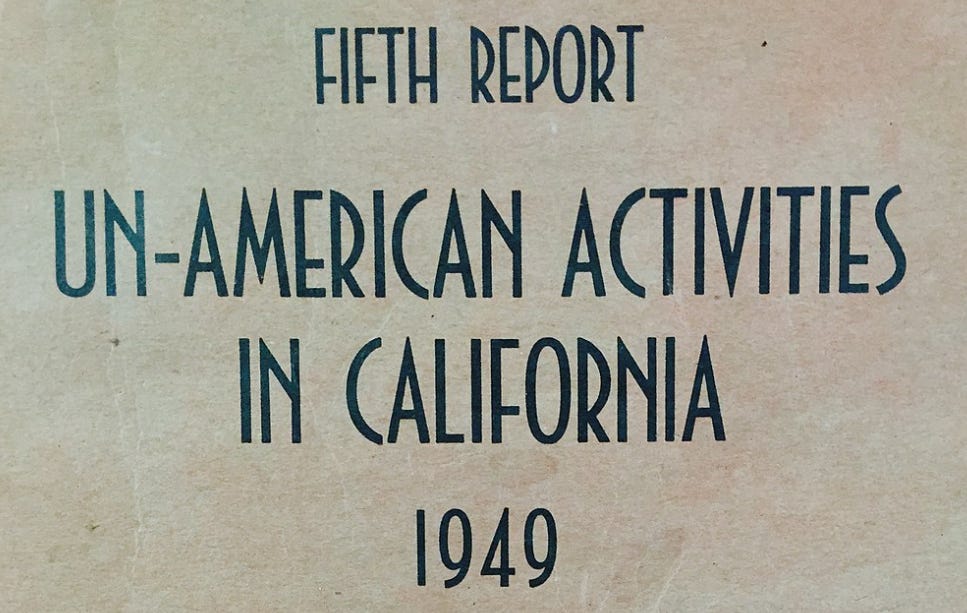 FIFTH REPORT
UN-AMERICAN ACTIVITIES
IN CALIFORNIA
1949